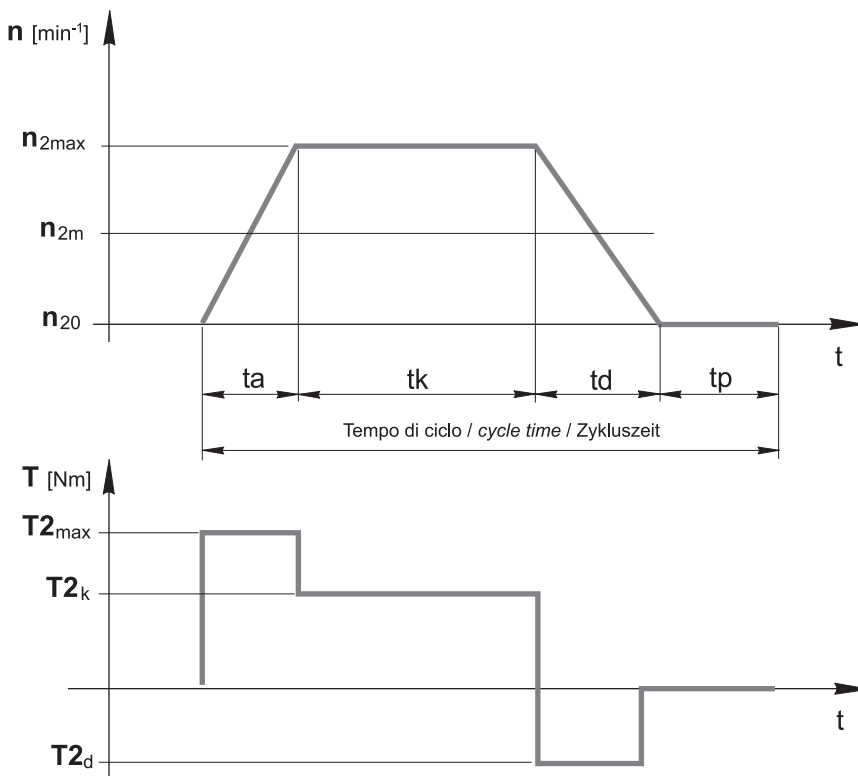 n [min⁻¹]
n2max
n2m
n20
t
ta tk td tp
Tempo di ciclo / cycle time / Zykluszeit
T [Nm]
T2max
T2k
t
T2d